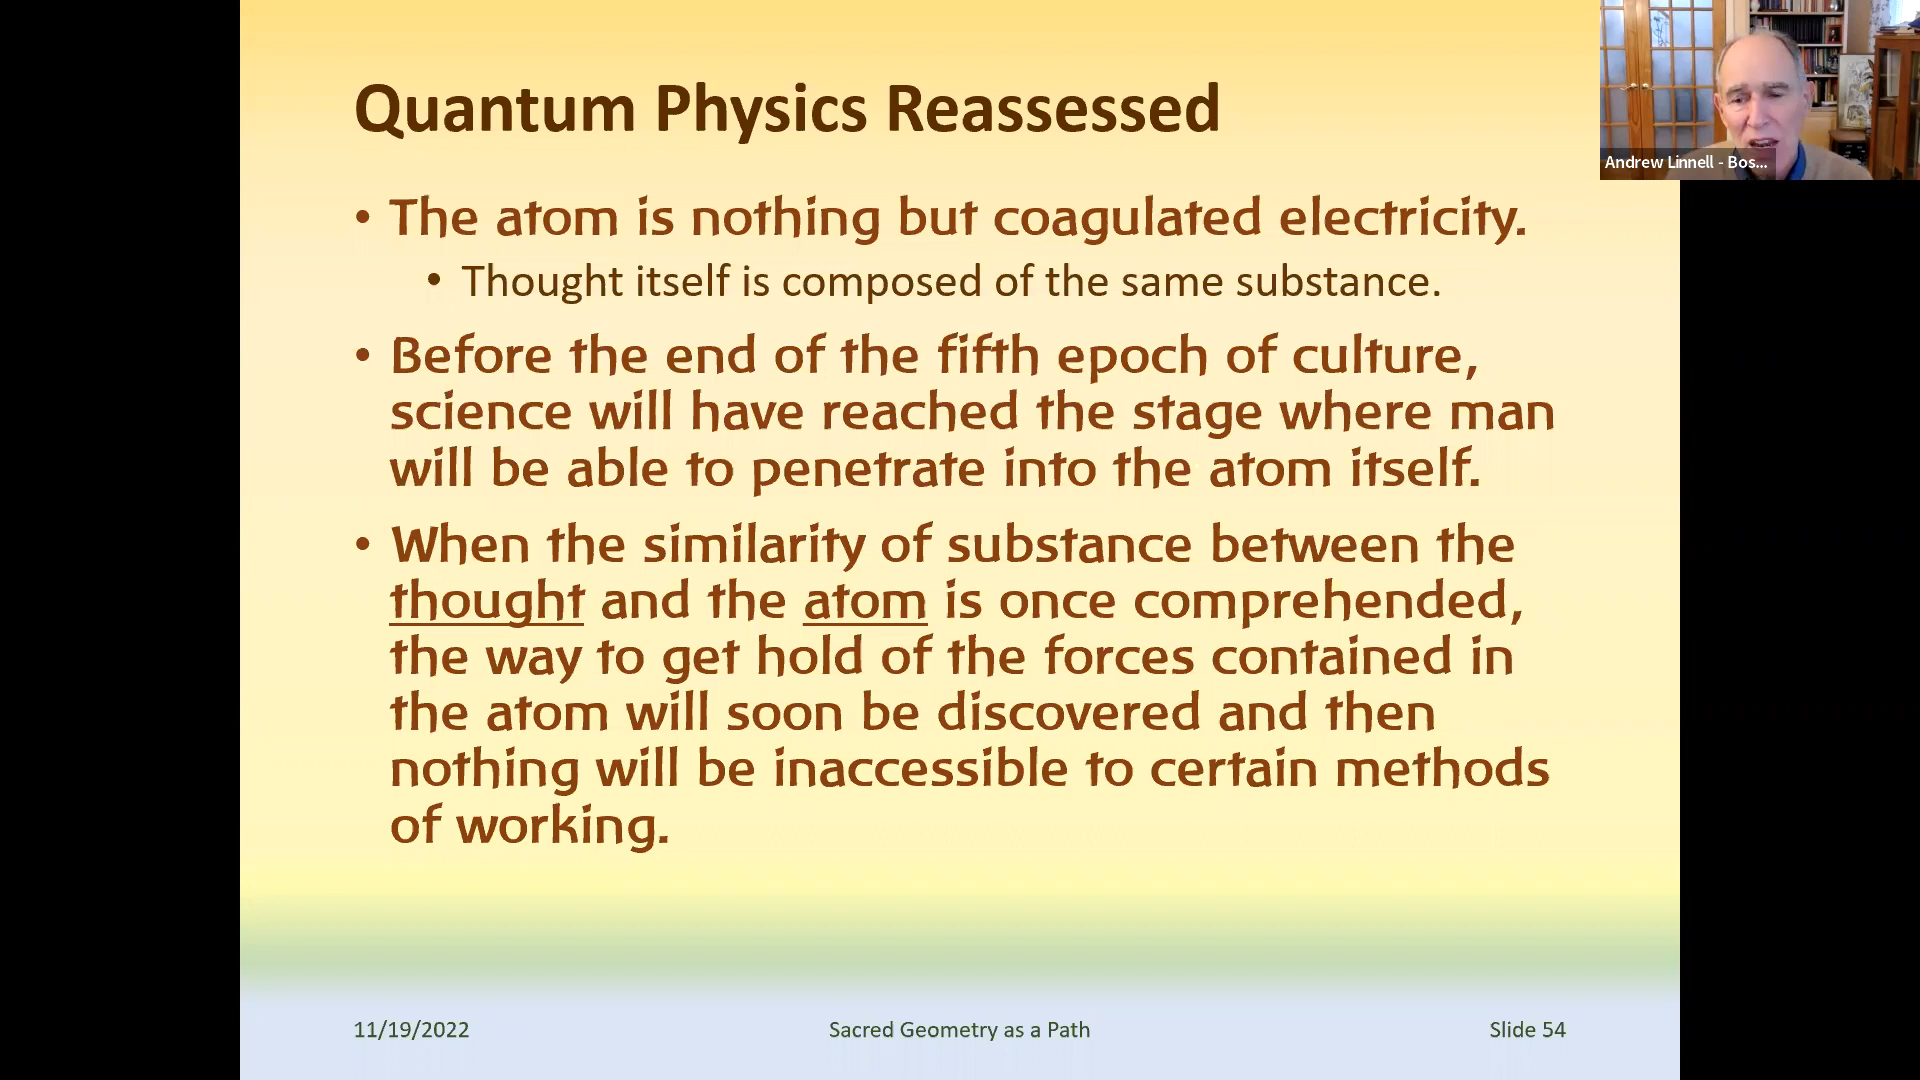 Quantum Physics Reassessed
Andrew Linnell - Bos...
• The atom is nothing but coagulated electricity.
• Thought itself is composed of the same substance.
• Before the end of the fifth epoch of culture,
science will have reached the stage where man
will be able to penetrate into the atom itself.
• When the similarity of substance between the
thought and the atom is once comprehended,
the way to get hold of the forces contained in
the atom will soon be discovered and then
nothing will be inaccessible to certain methods
of working.
11/19/2022
Sacred Geometry as a Path
Slide 54